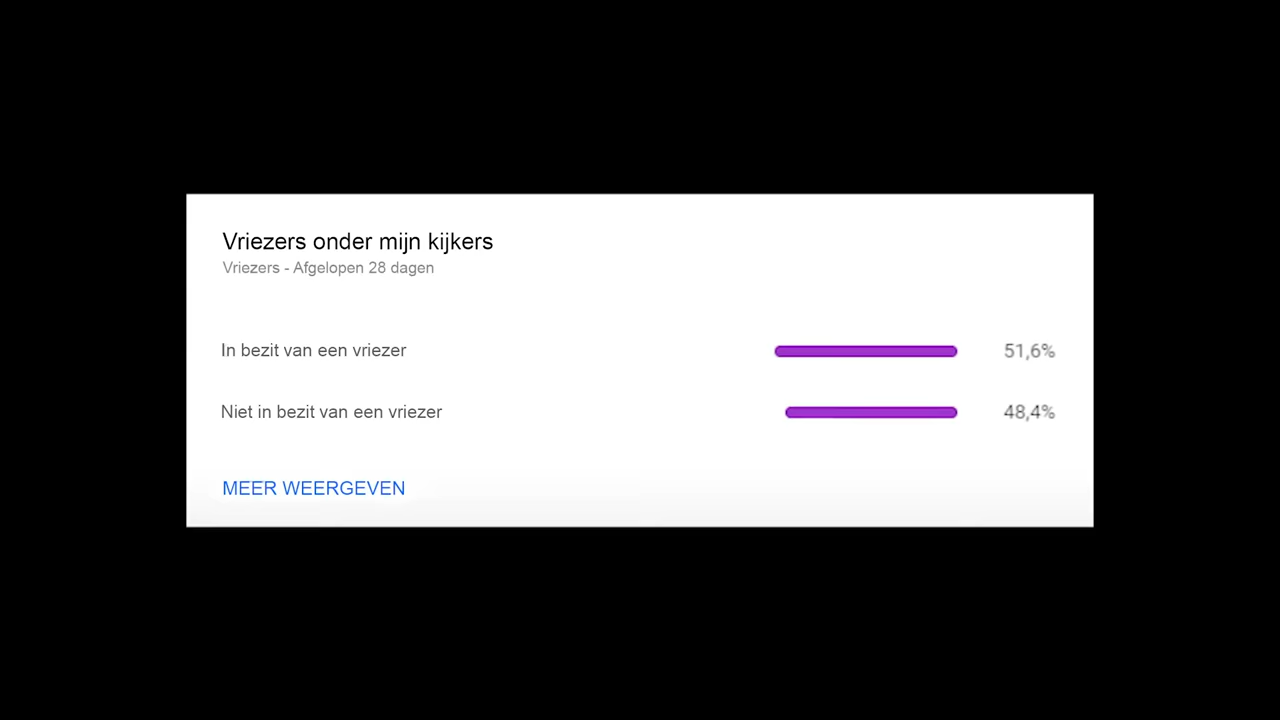 Vriezers onder mijn kijkers
Vriezers - Afgelopen 28 dagen
In bezit van een vriezer 51,6%
Niet in bezit van een vriezer 48,4%
MEER WEERGEVEN